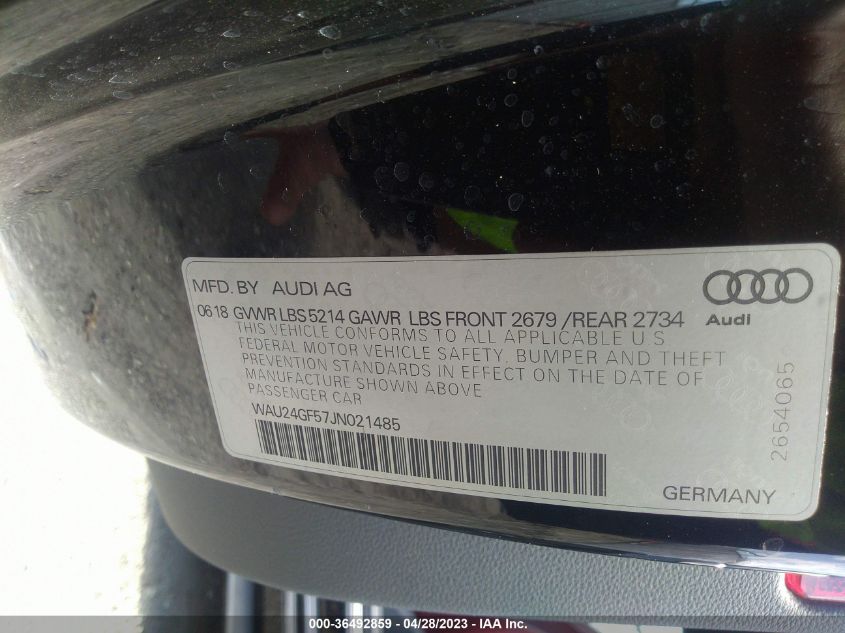 MFD. BY AUDI AG
06 18 GVWR LBS 5214 GAWR LBS FRONT 2679 /REAR 2734
THIS VEHICLE CONFORMS TO ALL APPLICABLE U.S
FEDERAL MOTOR VEHICLE SAFETY, BUMPER AND THEFT
PREVENTION STANDARDS IN EFFECT ON THE DATE OF
MANUFACTURE SHOWN ABOVE
PASSENGER CAR
WAU24GF57JN021485
Audi
2654065
GERMANY
000-36492859 - 04/28/2023 - IAA Inc.